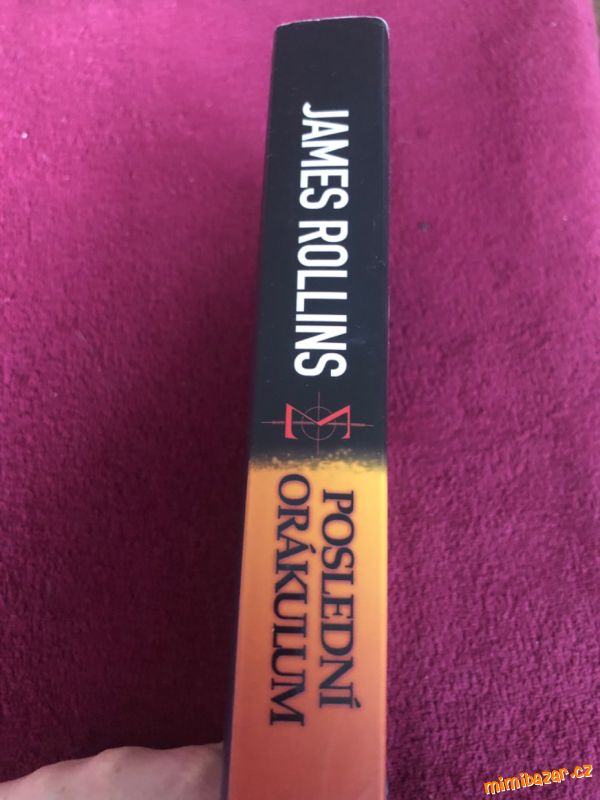 JAMES ROLLINS
Σ
POSLEDNÍ
ORÁKULUM
mimibazar.cz